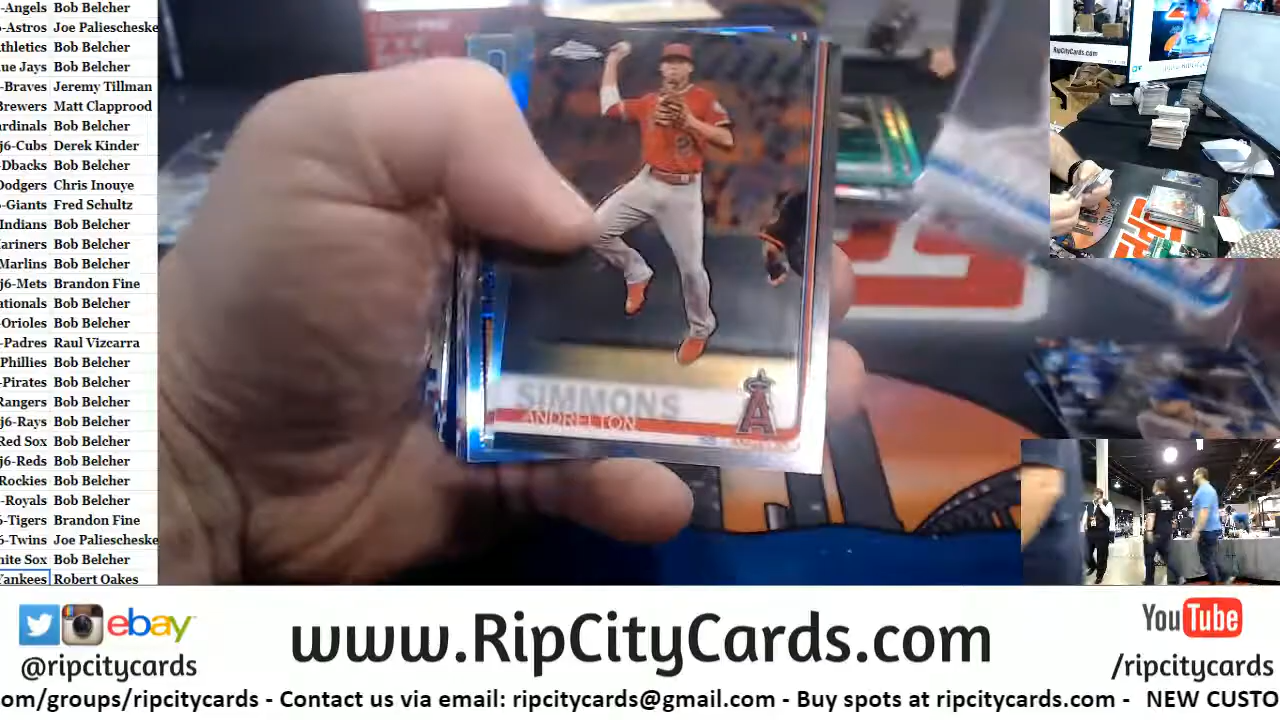 -Angels Bob Belcher
-Astros Joe Paliescheske
thletics Bob Belcher
ue Jays Bob Belcher
-Braves Jeremy Tillman
rewers Matt Clapprood
ardinals Bob Belcher
j6-Cubs Derek Kinder
-Dbacks Bob Belcher
Dodgers Chris Inouye
-Giants Fred Schultz
Indians Bob Belcher
ariners Bob Belcher
Marlins Bob Belcher
j6-Mets Brandon Fine
ationals Bob Belcher
-Orioles Bob Belcher
-Padres Raul Vizcarra
Phillies Bob Belcher
-Pirates Bob Belcher
Rangers Bob Belcher
j6-Rays Bob Belcher
Red Sox Bob Belcher
j6-Reds Bob Belcher
Rockies Bob Belcher
-Royals Bob Belcher
6-Tigers Brandon Fine
6-Twins Joe Paliescheske
hite Sox Bob Belcher
Yankees Robert Oakes
SIMMONS
ANDRELTON
A
RipCityCards.com
ebay
@ripcitycards
www.RipCityCards.com
YouTube
/ripcitycards
om/groups/ripcitycards - Contact us via email: ripcitycards@gmail.com - Buy spots at ripcitycards.com - NEW CUSTO